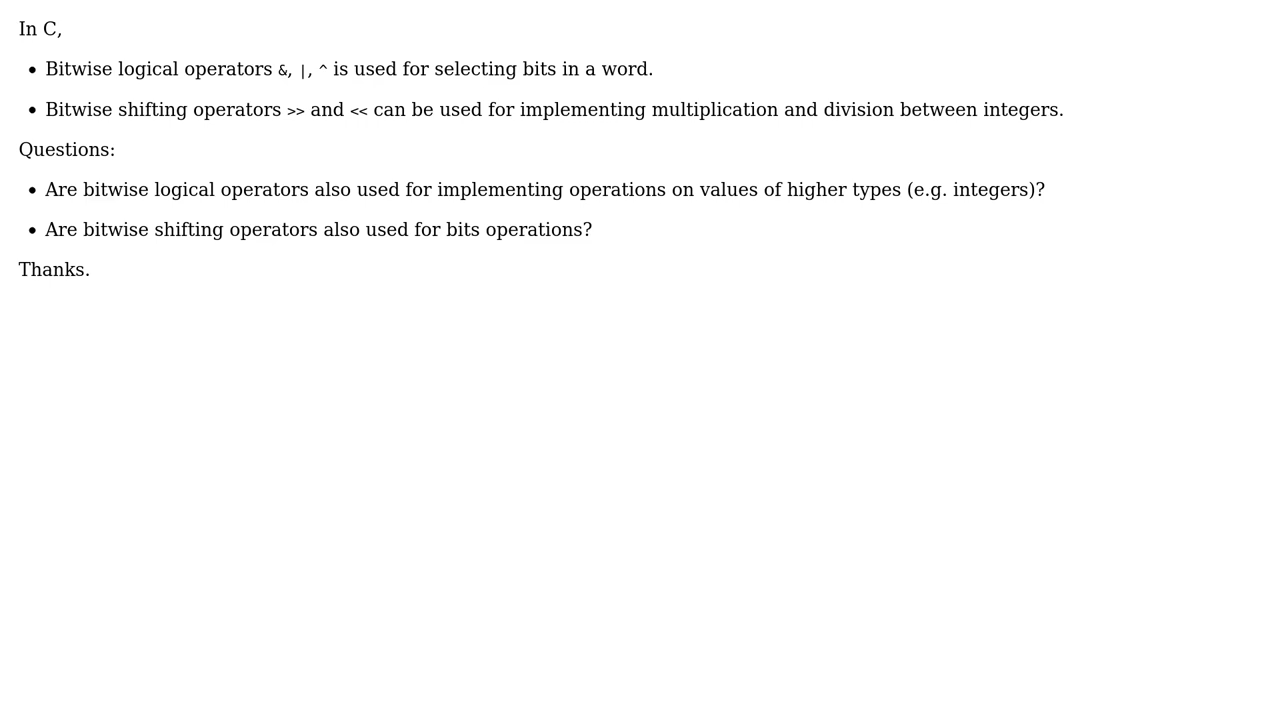 In C,
• Bitwise logical operators &, |, ^ is used for selecting bits in a word.
• Bitwise shifting operators >> and << can be used for implementing multiplication and division between integers.
Questions:
• Are bitwise logical operators also used for implementing operations on values of higher types (e.g. integers)?
• Are bitwise shifting operators also used for bits operations?
Thanks.